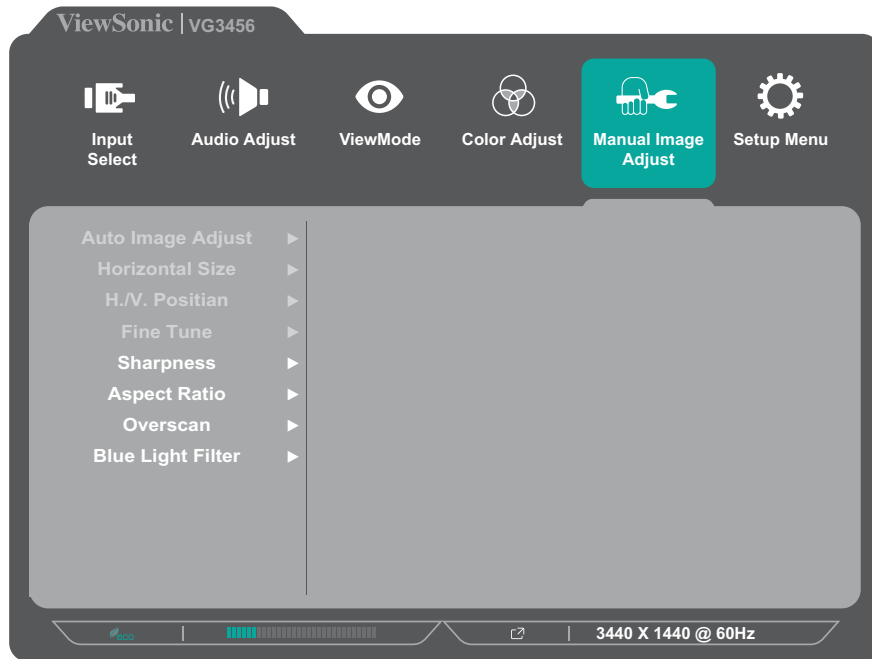 ViewSonic | VG3456
Input
Select
Audio Adjust
ViewMode
Color Adjust
Manual Image
Adjust
Setup Menu
Auto Image Adjust
Horizontal Size
H./V. Positian
Fine Tune
Sharpness
Aspect Ratio
Overscan
Blue Light Filter
eco
3440 X 1440 @ 60Hz